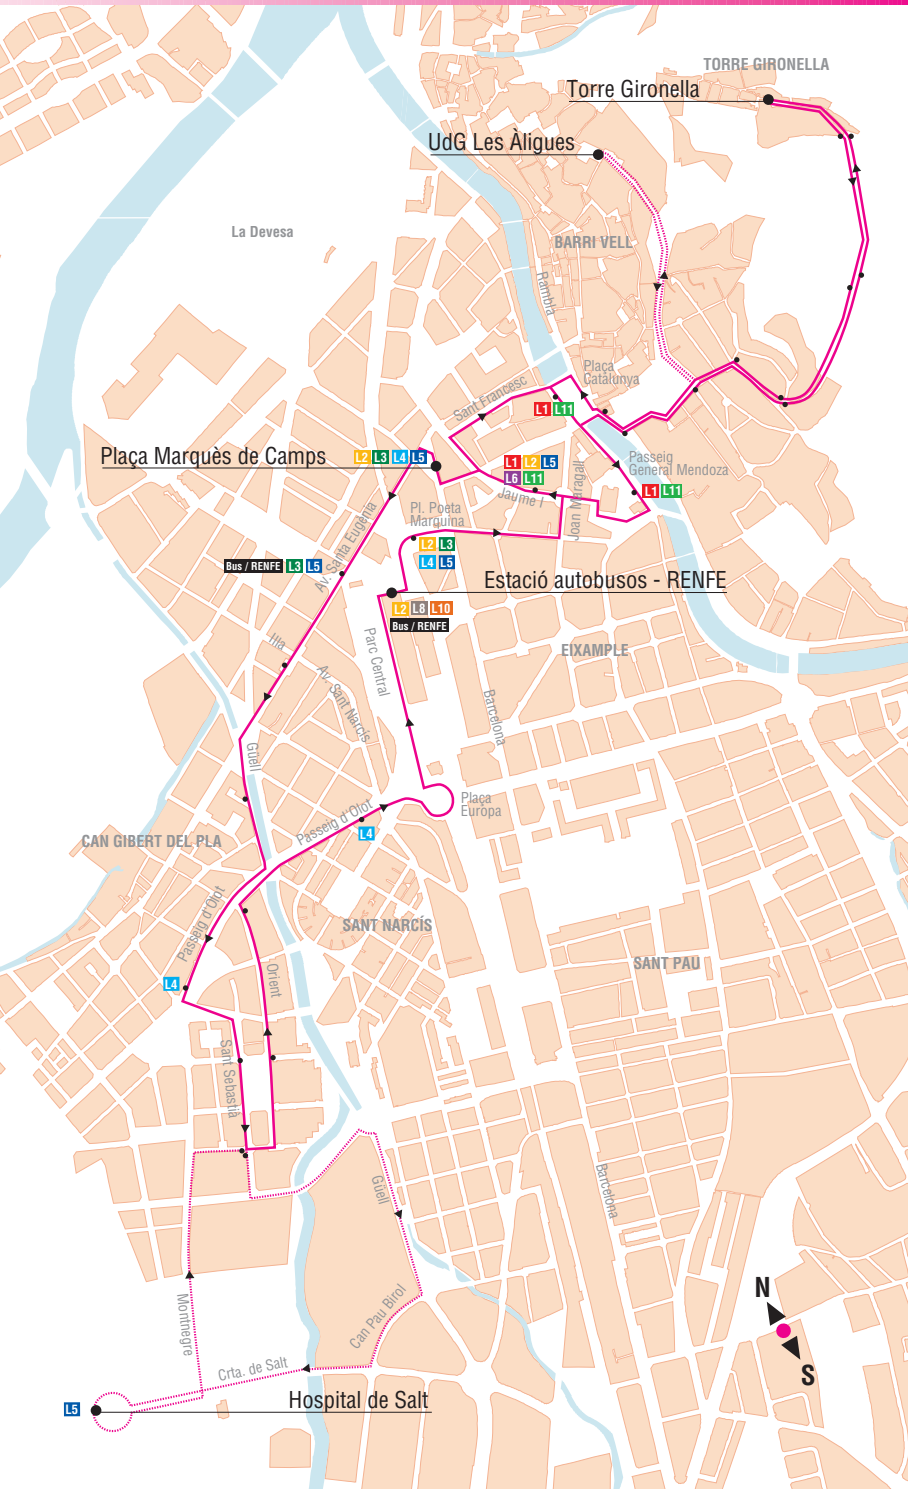 TORRE GIRONELLA
Torre Gironella
UdG Les Àligues
La Devesa
BARRI VELL
Rambla
Plaça
Catalunya
Sant Francesc
L1 L11
Plaça Marquès de Camps
L2 L3 L4 L5
L1 L2 L5
L6 L11
Passeig
General Mendoza
L1 L11
Jaume I
Joan Maragall
Pl. Poeta
Marquina
L2 L3
L4 L5
Av. Santa Eugènia
Bus / RENFE L3 L5
Estació autobusos - RENFE
L2 L8 L10
Bus / RENFE
Illa
Parc Central
EIXAMPLE
Av. Sant Narcís
Barcelona
Güell
Plaça
Europa
Passeig d'Olot
L4
CAN GIBERT DEL PLA
Passeig d'Olot
SANT NARCÍS
SANT PAU
L4
Orient
Sant Sebastià
Güell
Barcelona
N
S
Montnegre
Can Pau Birol
Crta. de Salt
Hospital de Salt
L5